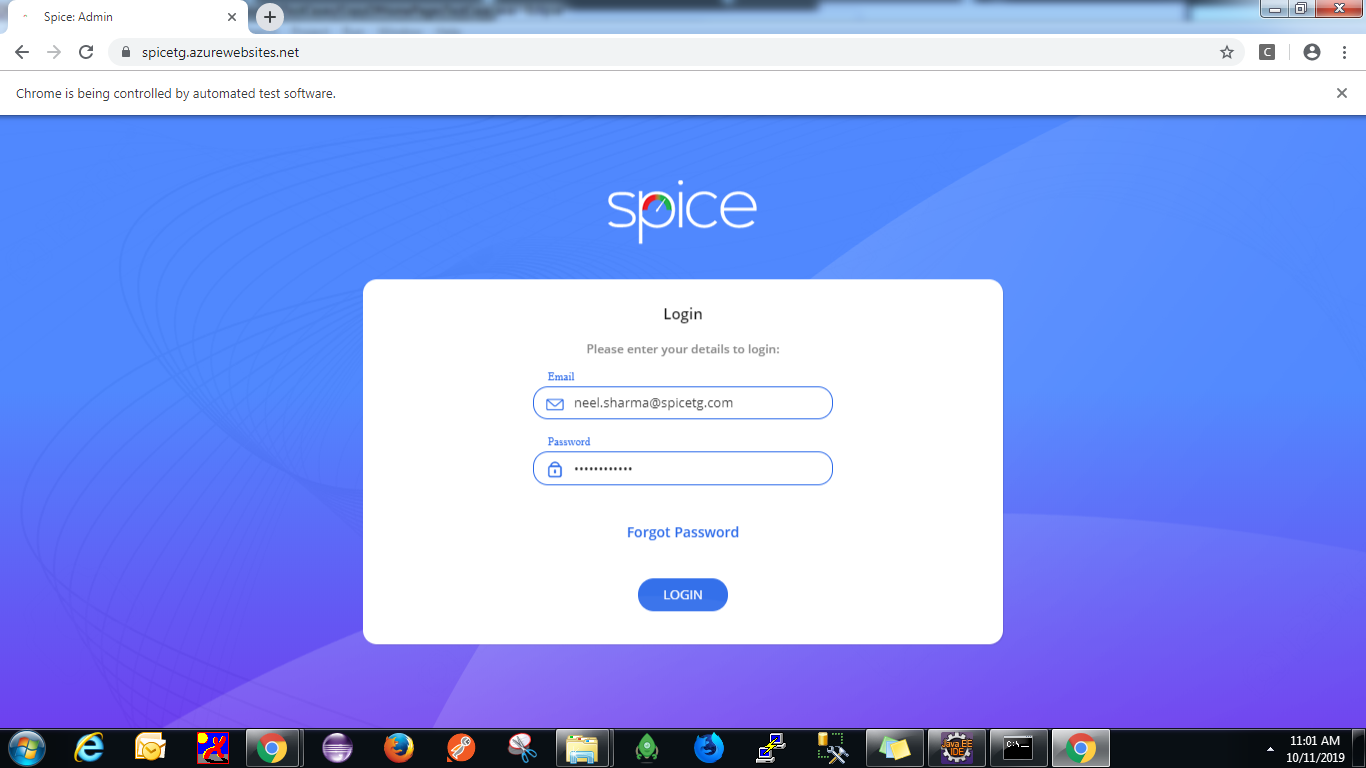 Spice: Admin
spicetg.azurewebsites.net
C
Chrome is being controlled by automated test software.
spice
Login
Please enter your details to login:
Email
neel.sharma@spicetg.com
Password
••••••••••••
Forgot Password
LOGIN
Java EE
IDE
C:\_
11:01 AM
10/11/2019